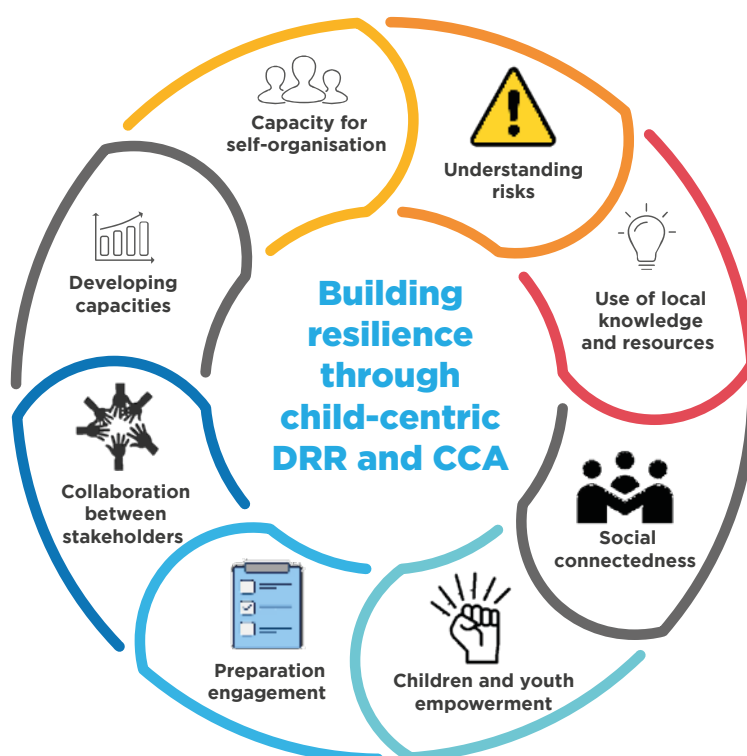 Capacity for
self-organisation
Understanding
risks
Use of local
knowledge
and resources
Social
connectedness
Children and youth
empowerment
Preparation
engagement
Collaboration
between
stakeholders
Developing
capacities
Building
resilience
through
child-centric
DRR and CCA